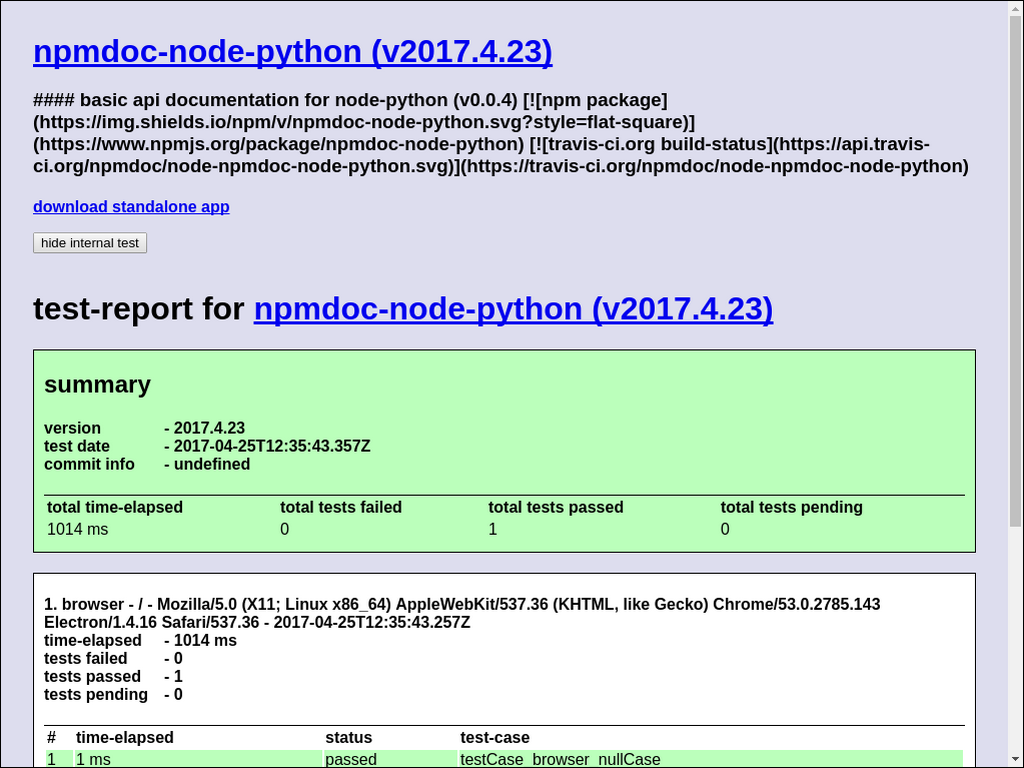 npmdoc-node-python (v2017.4.23)
#### basic api documentation for node-python (v0.0.4) [![npm package]
(https://img.shields.io/npm/v/npmdoc-node-python.svg?style=flat-square)]
(https://www.npmjs.org/package/npmdoc-node-python) [![travis-ci.org build-status](https://api.travis-
ci.org/npmdoc/node-npmdoc-node-python.svg)](https://travis-ci.org/npmdoc/node-npmdoc-node-python)
download standalone app
hide internal test
test-report for npmdoc-node-python (v2017.4.23)
summary
version - 2017.4.23
test date - 2017-04-25T12:35:43.357Z
commit info - undefined
total time-elapsed total tests failed total tests passed total tests pending
1014 ms 0 1 0
1. browser - / - Mozilla/5.0 (X11; Linux x86_64) AppleWebKit/537.36 (KHTML, like Gecko) Chrome/53.0.2785.143
Electron/1.4.16 Safari/537.36 - 2017-04-25T12:35:43.257Z
time-elapsed - 1014 ms
tests failed - 0
tests passed - 1
tests pending - 0
# time-elapsed status test-case
1 1 ms passed testCase_browser_nullCase